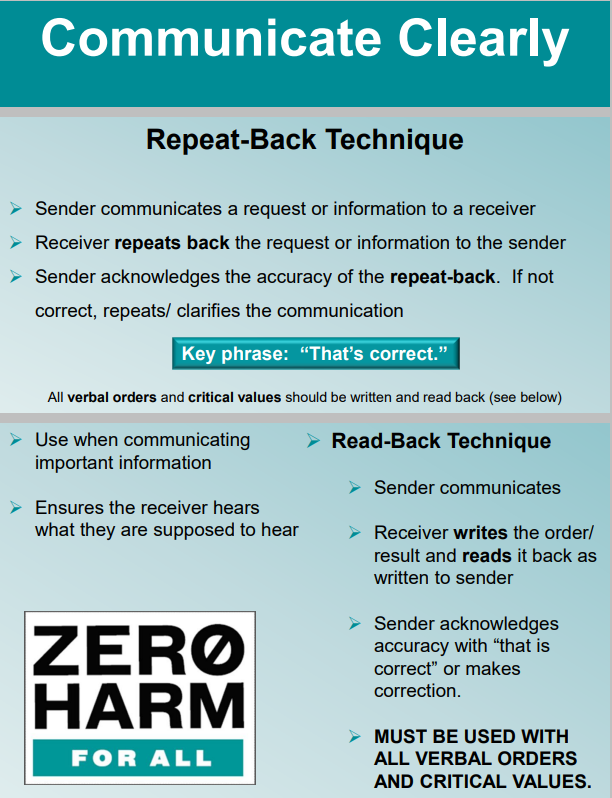 Communicate Clearly
Repeat-Back Technique
➢ Sender communicates a request or information to a receiver
➢ Receiver repeats back the request or information to the sender
➢ Sender acknowledges the accuracy of the repeat-back.  If not
correct, repeats/ clarifies the communication
Key phrase:  “That’s correct.”
All verbal orders and critical values should be written and read back (see below)
➢ Use when communicating
important information
➢ Ensures the receiver hears
what they are supposed to hear
ZERØ
HARM
FOR ALL
➢ Read-Back Technique
➢ Sender communicates
➢ Receiver writes the order/
result and reads it back as
written to sender
➢ Sender acknowledges
accuracy with “that is
correct” or makes
correction.
➢ MUST BE USED WITH
ALL VERBAL ORDERS
AND CRITICAL VALUES.